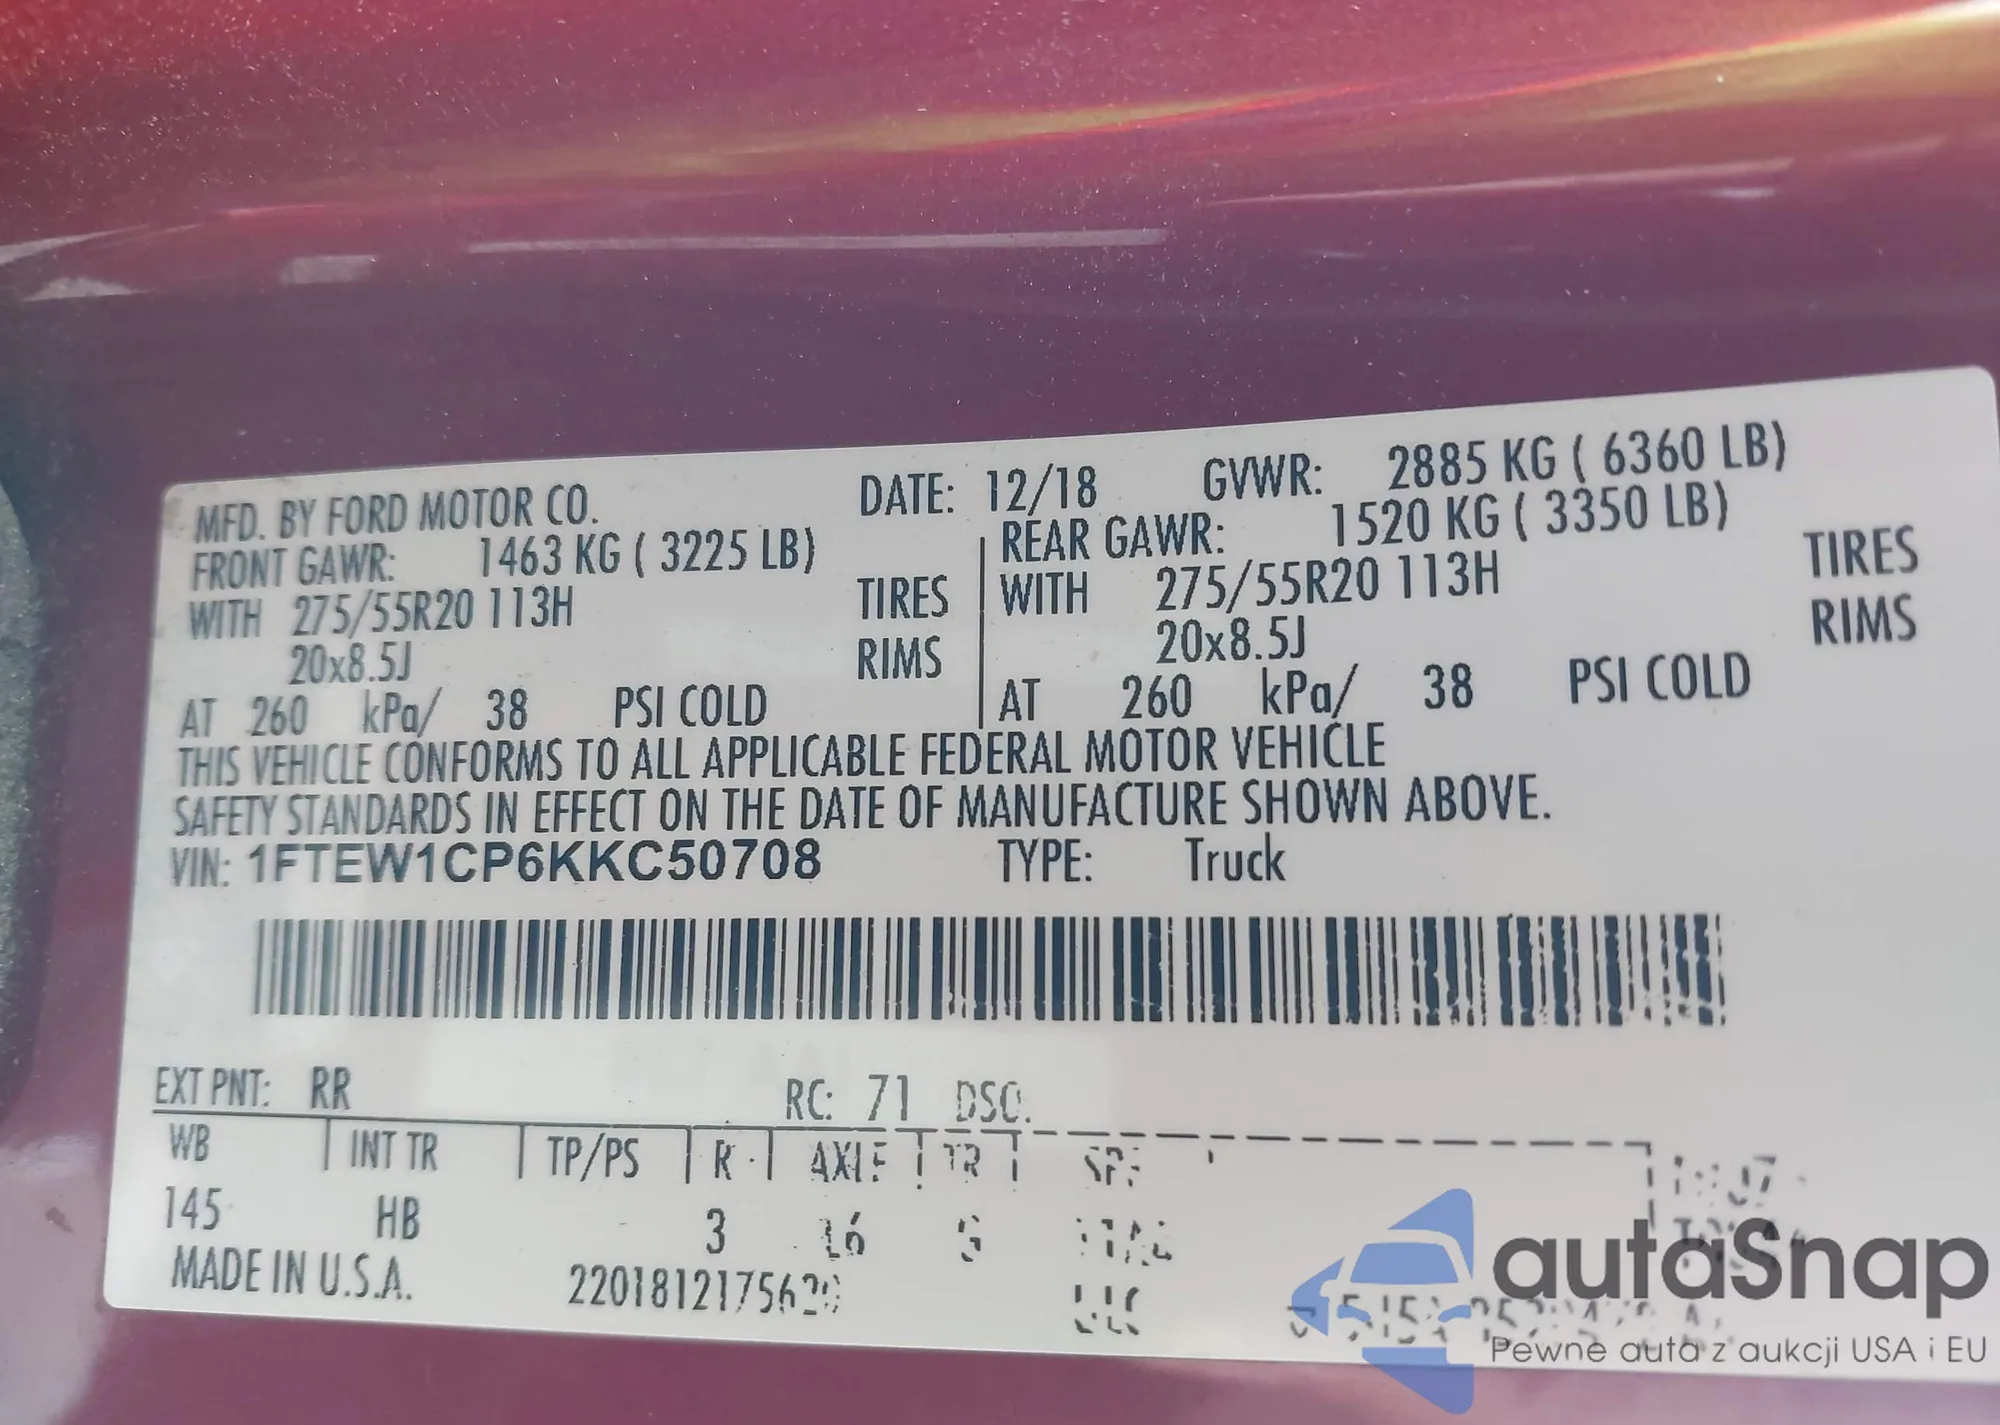 MFD. BY FORD MOTOR CO. DATE: 12/18 GVWR: 2885 KG ( 6360 LB)
FRONT GAWR: 1463 KG ( 3225 LB) REAR GAWR: 1520 KG ( 3350 LB)
WITH 275/55R20 113H TIRES WITH 275/55R20 113H TIRES
20x8.5J RIMS 20x8.5J RIMS
AT 260 kPa/ 38 PSI COLD AT 260 kPa/ 38 PSI COLD
THIS VEHICLE CONFORMS TO ALL APPLICABLE FEDERAL MOTOR VEHICLE
SAFETY STANDARDS IN EFFECT ON THE DATE OF MANUFACTURE SHOWN ABOVE.
VIN: 1FTEW1CP6KKC50708 TYPE: Truck
EXT PNT: RR RC: 71 DSO:
WB INT TR TP/PS R AXLE TR
145 HB 3 16
MADE IN U.S.A.
autaSnap
Pewne auta z aukcji USA i EU